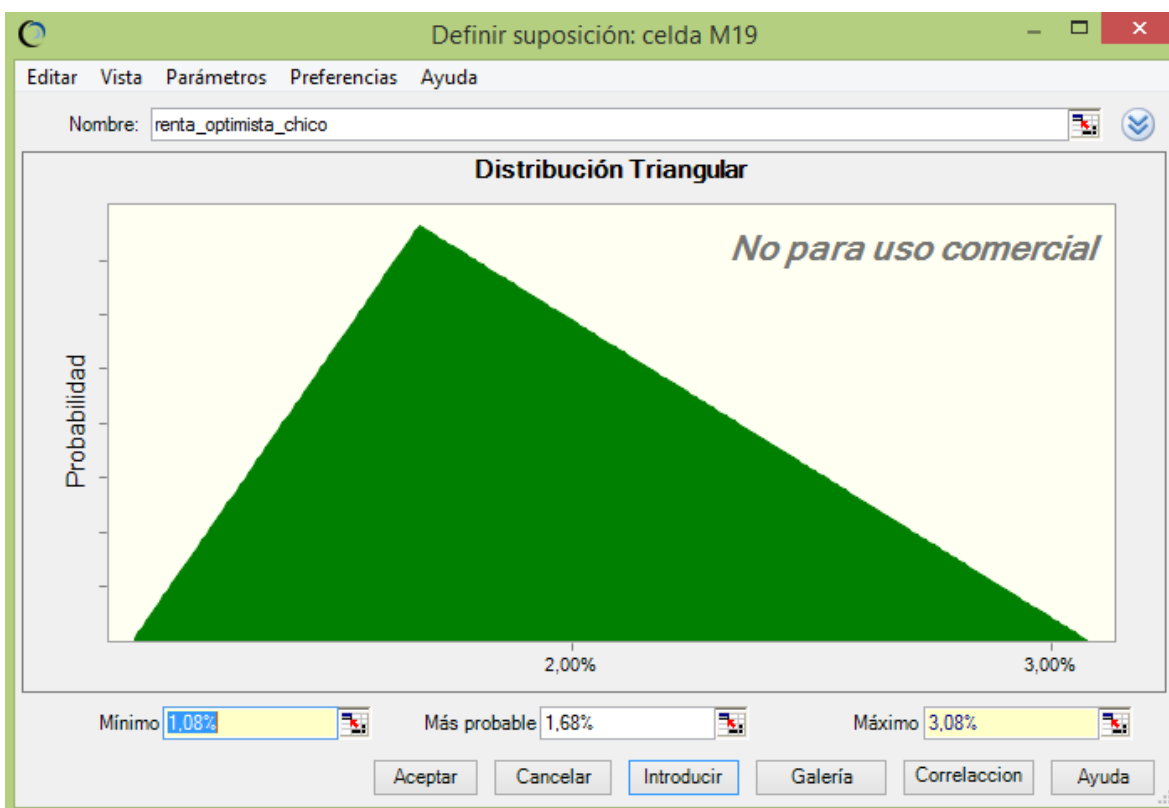 Definir suposición: celda M19
Editar Vista Parámetros Preferencias Ayuda
Nombre: renta_optimista_chico
Distribución Triangular
No para uso comercial
Probabilidad
2,00% 3,00%
Mínimo 1,08% Más probable 1,68% Máximo 3,08%
Aceptar Cancelar Introducir Galería Correlaccion Ayuda